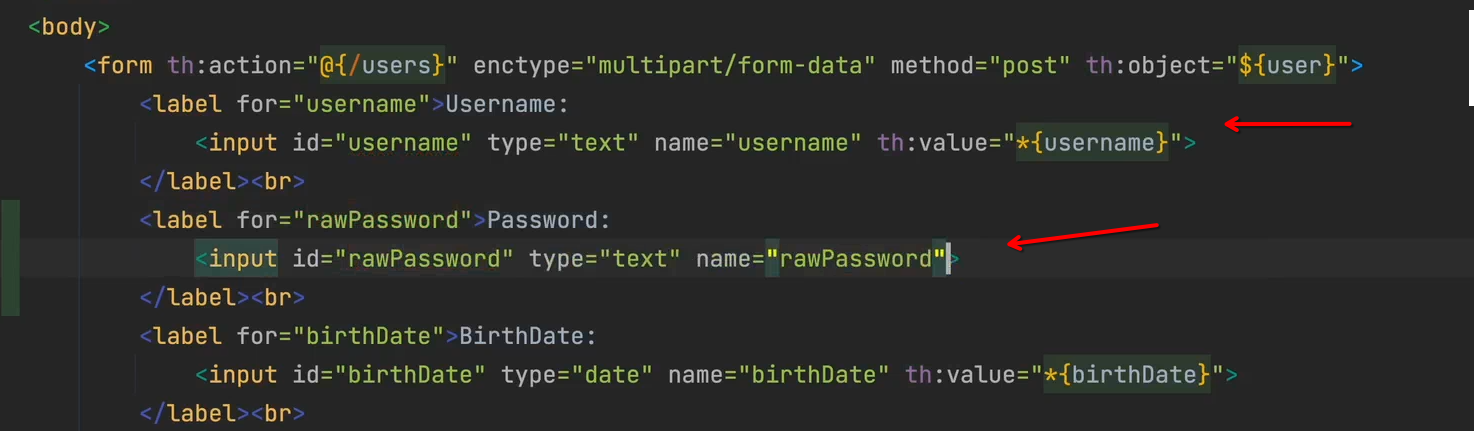 <body>
<form th:action="@{/users}" enctype="multipart/form-data" method="post" th:object="${user}">
<label for="username">Username:
<input id="username" type="text" name="username" th:value="*{username}">
</label><br>
<label for="rawPassword">Password:
<input id="rawPassword" type="text" name="rawPassword">
</label><br>
<label for="birthDate">BirthDate:
<input id="birthDate" type="date" name="birthDate" th:value="*{birthDate}">
</label><br>